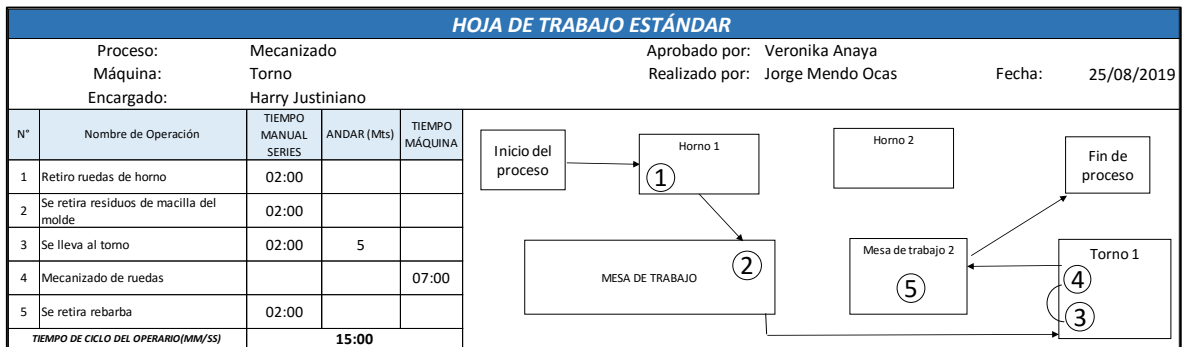 HOJA DE TRABAJO ESTÁNDAR
Proceso: Mecanizado Aprobado por: Veronika Anaya
Máquina: Torno Realizado por: Jorge Mendo Ocas Fecha: 25/08/2019
Encargado: Harry Justiniano
N° Nombre de Operación TIEMPO MANUAL SERIES ANDAR (Mts) TIEMPO MÁQUINA
1 Retiro ruedas de horno 02:00
2 Se retira residuos de macilla del molde 02:00
3 Se lleva al torno 02:00 5
4 Mecanizado de ruedas 07:00
5 Se retira rebarba 02:00
TIEMPO DE CICLO DEL OPERARIO(MM/SS) 15:00
Inicio del
proceso
Horno 1
1
Horno 2
Fin de
proceso
MESA DE TRABAJO
2
Mesa de trabajo 2
5
Torno 1
4
3